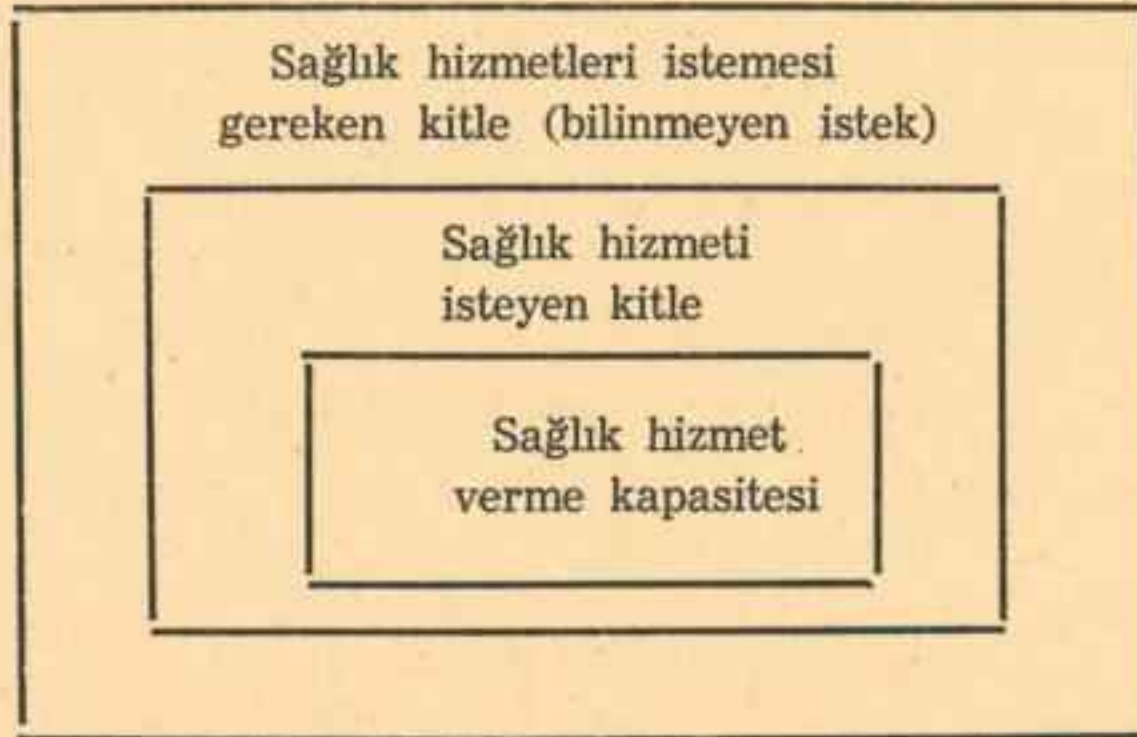 Sağlık hizmetleri istemesi
gereken kitle (bilinmeyen istek)
Sağlık hizmeti
isteyen kitle
Sağlık hizmet
verme kapasitesi